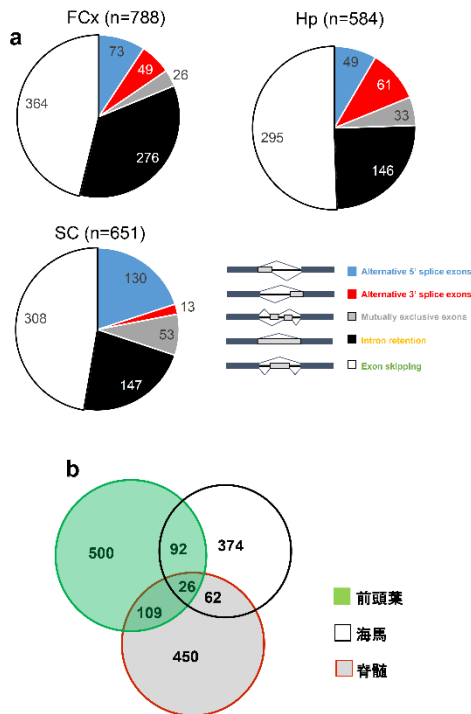 FCx (n=788)
Hp (n=584)
a
73
49
26
364
276
49
61
33
295
146
SC (n=651)
130
13
308
53
147
Alternative 5' splice exons
Alternative 3' splice exons
Mutually exclusive exons
Intron retention
Exon skipping
b
500
92
374
26
62
109
450
前頭葉
海馬
脊髄